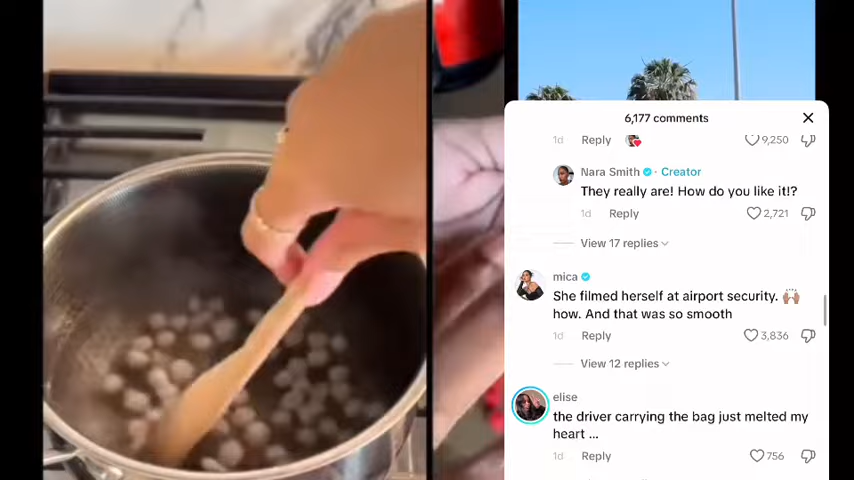 6,177 comments
1d Reply 9,250
Nara Smith · Creator
They really are! How do you like it!?
1d Reply 2,721
View 17 replies
mica
She filmed herself at airport security. 🙌🏽
how. And that was so smooth
1d Reply 3,836
View 12 replies
elise
the driver carrying the bag just melted my
heart ...
1d Reply 756